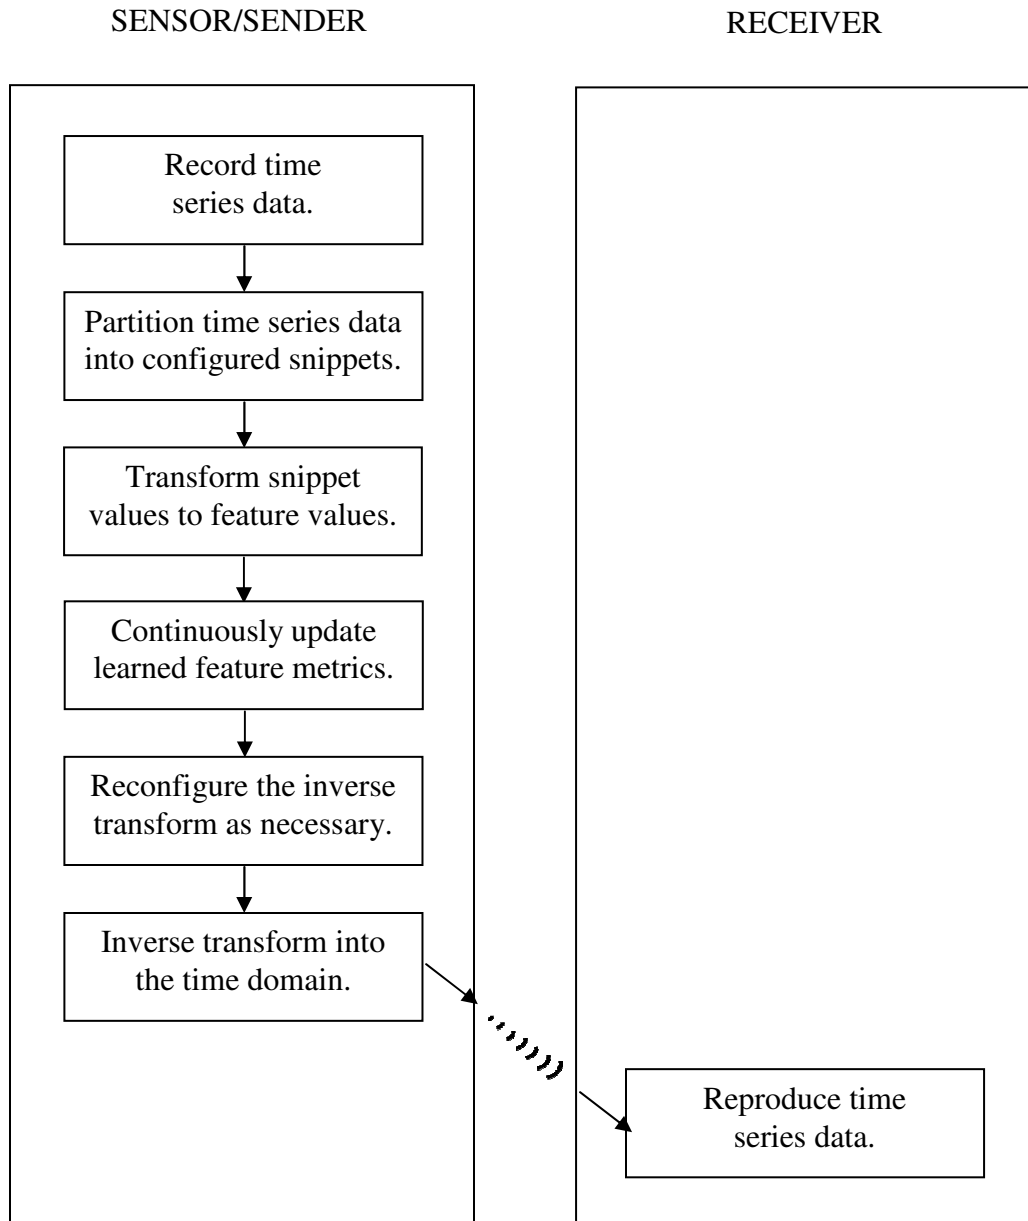 SENSOR/SENDER
RECEIVER
Record time
series data.
Partition time series data
into configured snippets.
Transform snippet
values to feature values.
Continuously update
learned feature metrics.
Reconfigure the inverse
transform as necessary.
Inverse transform into
the time domain.
Reproduce time
series data.